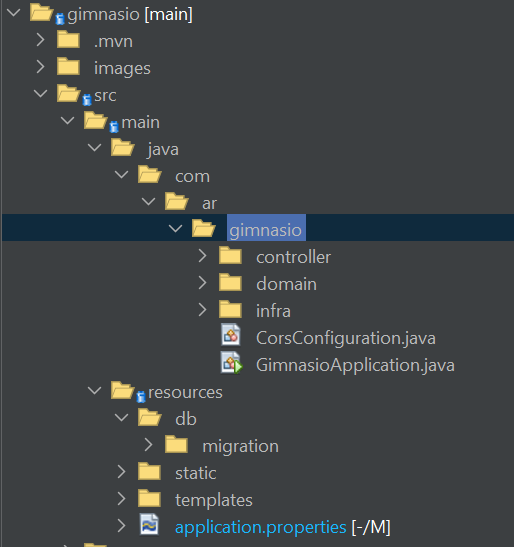 gimnasio [main]
.mvn
images
src
main
java
com
ar
gimnasio
controller
domain
infra
CorsConfiguration.java
GimnasioApplication.java
resources
db
migration
static
templates
application.properties [-/M]